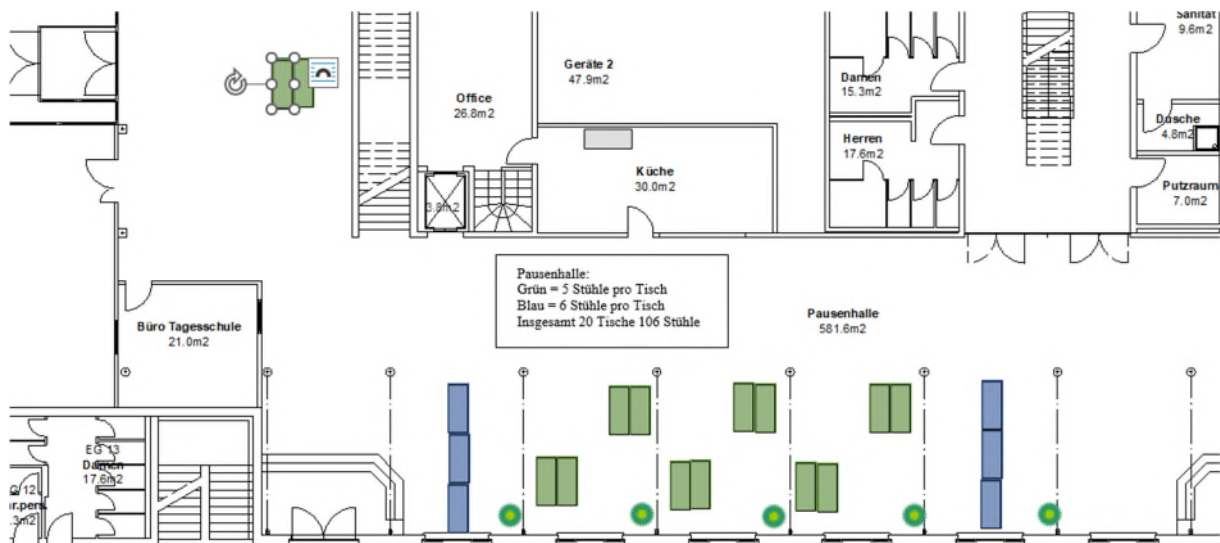 Sanität
9.6m2
Geräte 2
47.9m2
Damen
15.3m2
Office
26.8m2
Dusche
4.8m2
Herren
17.6m2
Küche
30.0m2
Putzraum
7.0m2
3.8m2
Pausenhalle:
Grün = 5 Stühle pro Tisch
Blau = 6 Stühle pro Tisch
Insgesamt 20 Tische 106 Stühle
Pausenhalle
581.6m2
Büro Tagesschule
21.0m2
EG 13
Damen
17.6m2